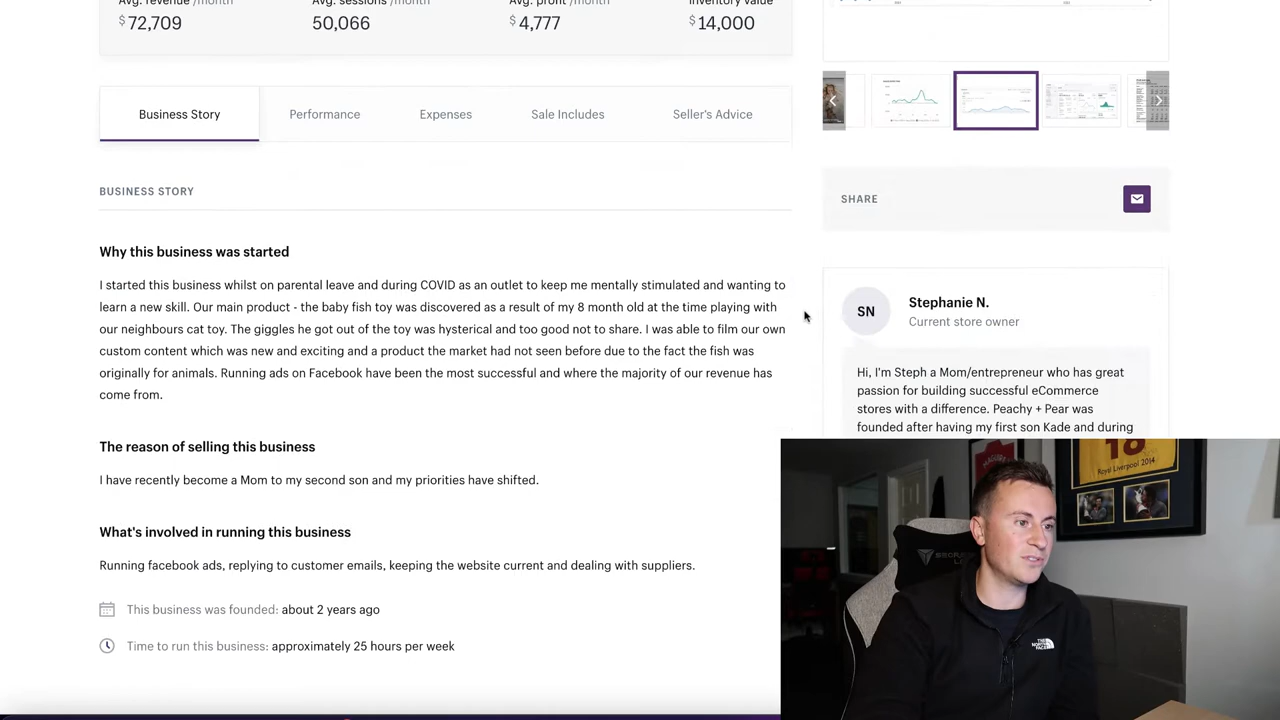 Avg. revenue /month
Avg. sessions /month
Avg. profit /month
Inventory value
$72,709
50,066
$4,777
$14,000
Business Story
Performance
Expenses
Sale Includes
Seller's Advice
BUSINESS STORY
Why this business was started
I started this business whilst on parental leave and during COVID as an outlet to keep me mentally stimulated and wanting to
learn a new skill. Our main product - the baby fish toy was discovered as a result of my 8 month old at the time playing with
our neighbours cat toy. The giggles he got out of the toy was hysterical and too good not to share. I was able to film our own
custom content which was new and exciting and a product the market had not seen before due to the fact the fish was
originally for animals. Running ads on Facebook have been the most successful and where the majority of our revenue has
come from.
The reason of selling this business
I have recently become a Mom to my second son and my priorities have shifted.
What's involved in running this business
Running facebook ads, replying to customer emails, keeping the website current and dealing with suppliers.
This business was founded: about 2 years ago
Time to run this business: approximately 25 hours per week
SHARE
SN
Stephanie N.
Current store owner
Hi, I'm Steph a Mom/entrepreneur who has great
passion for building successful eCommerce
stores with a difference. Peachy + Pear was
founded after having my first son Kade and during
18
Royal Liverpool 2014
THE
NORTH
FACE